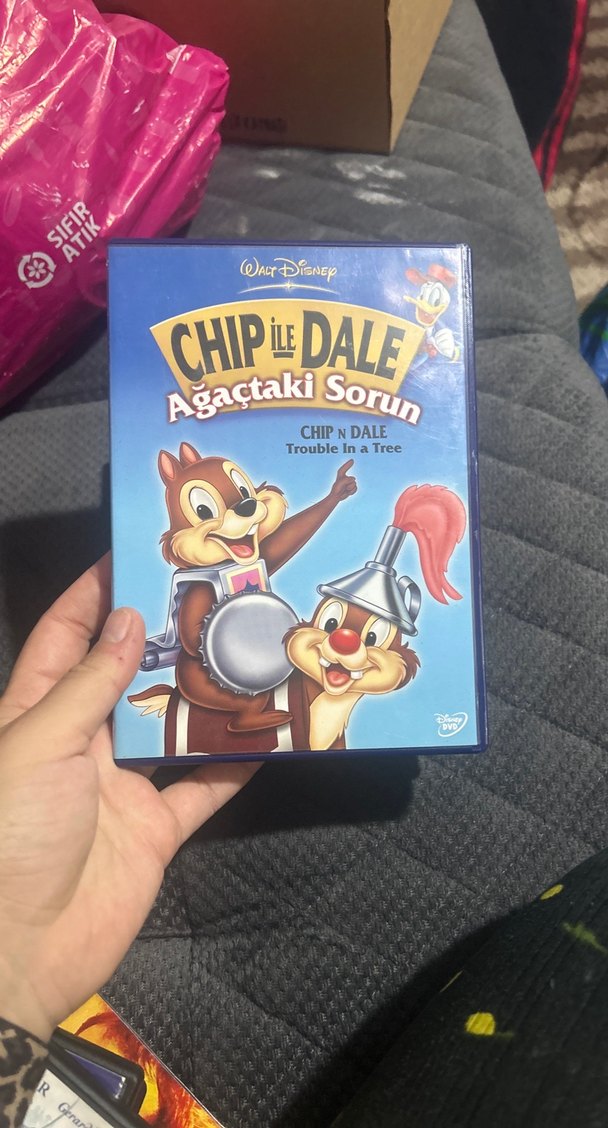 SIFIR
ATIK
WALT DISNEY
CHIP İLE DALE
Ağaçtaki Sorun
CHIP N DALE
Trouble In a Tree
DISNEY
DVD
R